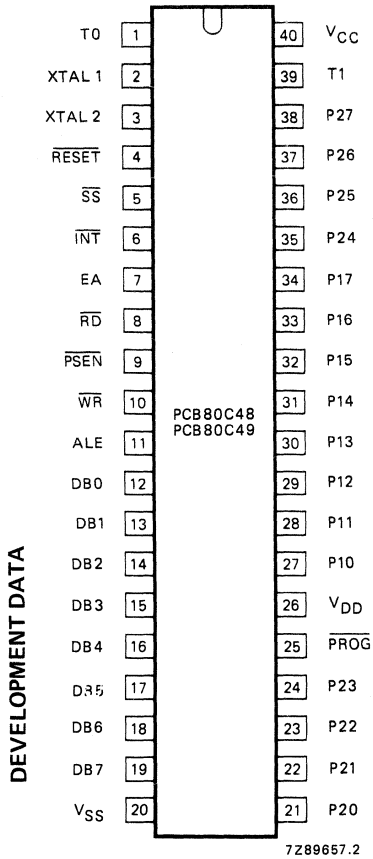 T0 1 40 VCC
XTAL 1 2 39 T1
XTAL 2 3 38 P27
RESET 4 37 P26
SS 5 36 P25
INT 6 35 P24
EA 7 34 P17
RD 8 33 P16
PSEN 9 32 P15
WR 10 31 P14
PCB80C48
PCB80C49
ALE 11 30 P13
DB0 12 29 P12
DB1 13 28 P11
DB2 14 27 P10
DB3 15 26 VDD
DB4 16 25 PROG
DB5 17 24 P23
DB6 18 23 P22
DB7 19 22 P21
VSS 20 21 P20
DEVELOPMENT DATA
7Z89657.2